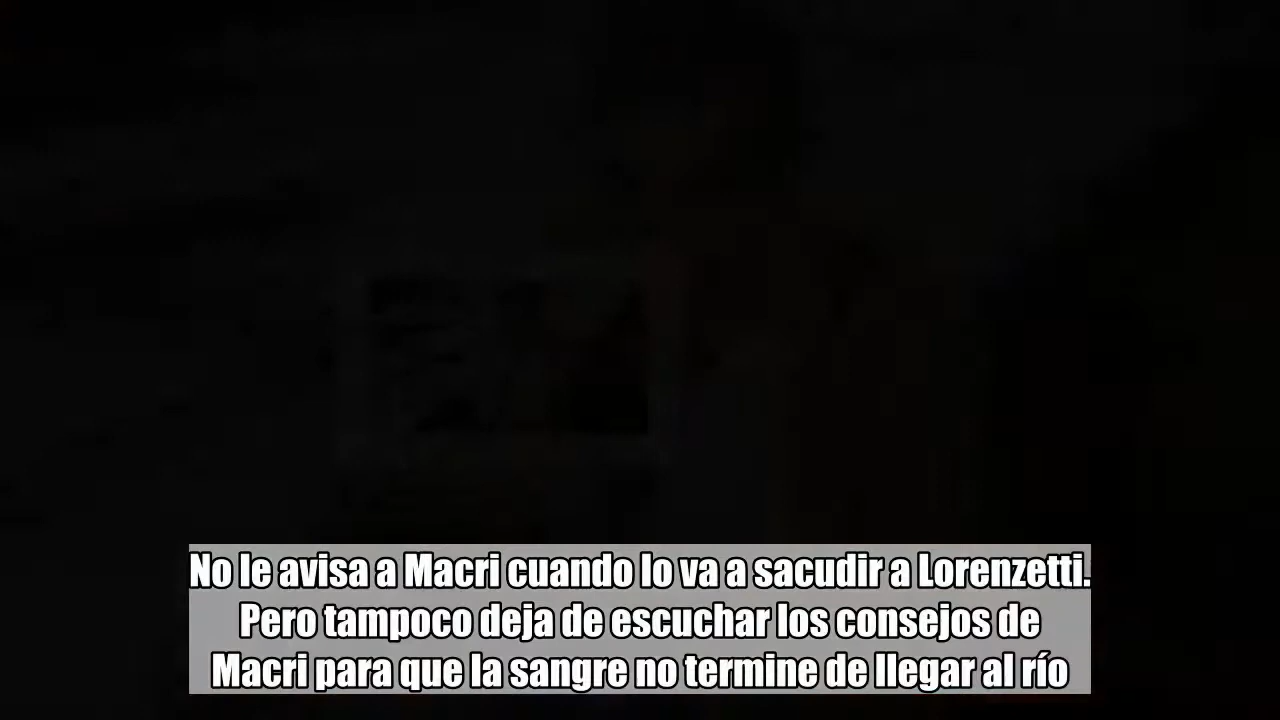 No le avisa a Macri cuando lo va a sacudir a Lorenzetti.
Pero tampoco deja de escuchar los consejos de
Macri para que la sangre no termine de llegar al río